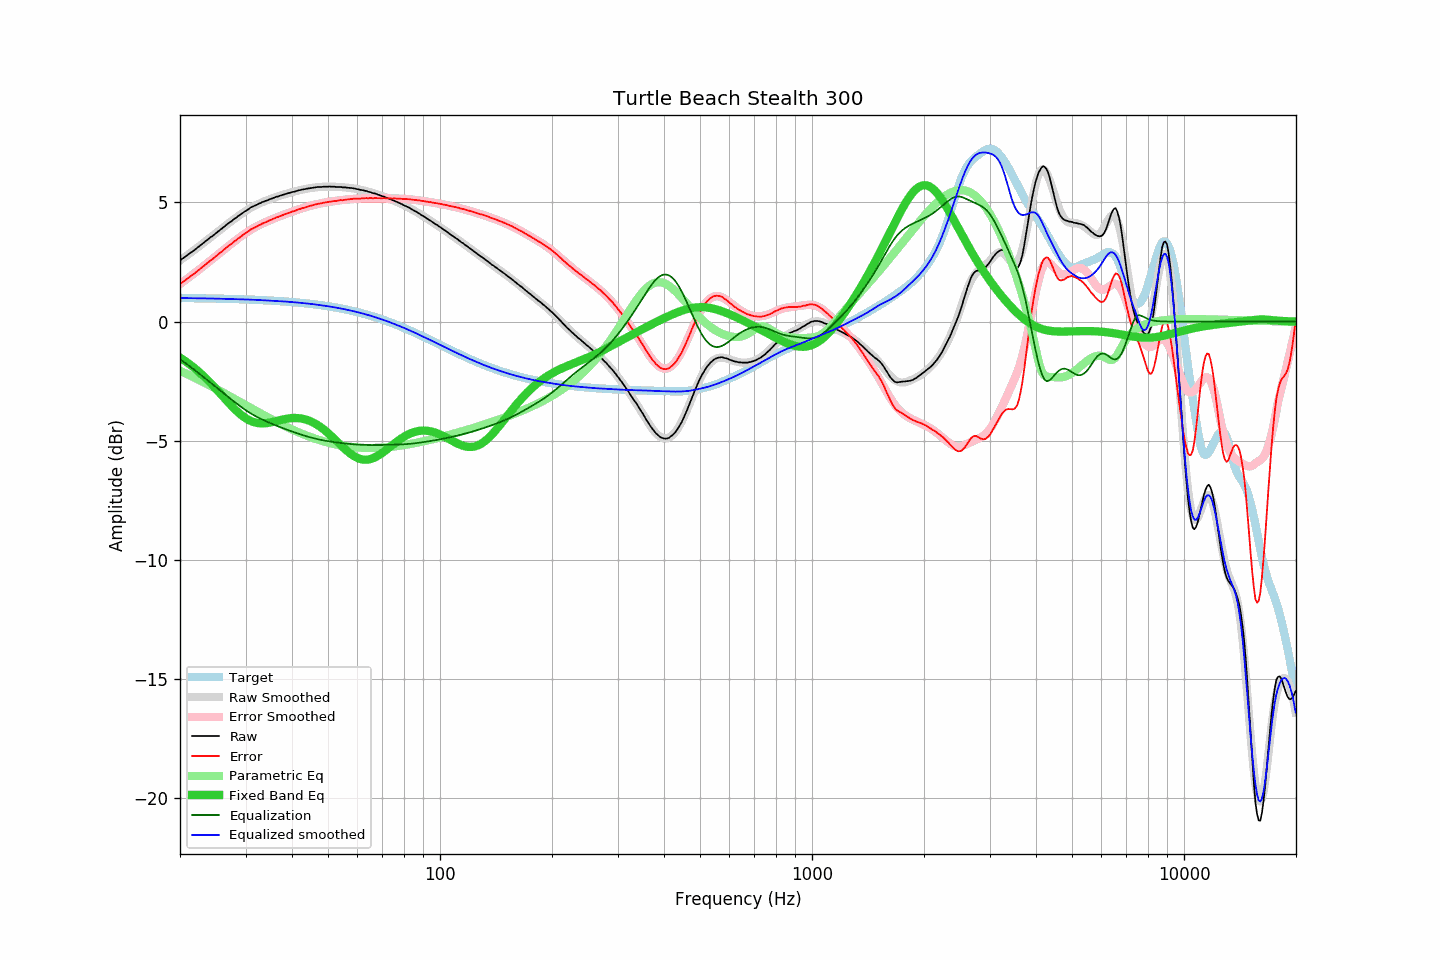 Turtle Beach Stealth 300
Amplitude (dBr)
5
0
−5
−10
−15
−20
Target
Raw Smoothed
Error Smoothed
Raw
Error
Parametric Eq
Fixed Band Eq
Equalization
Equalized smoothed
100
1000
10000
Frequency (Hz)